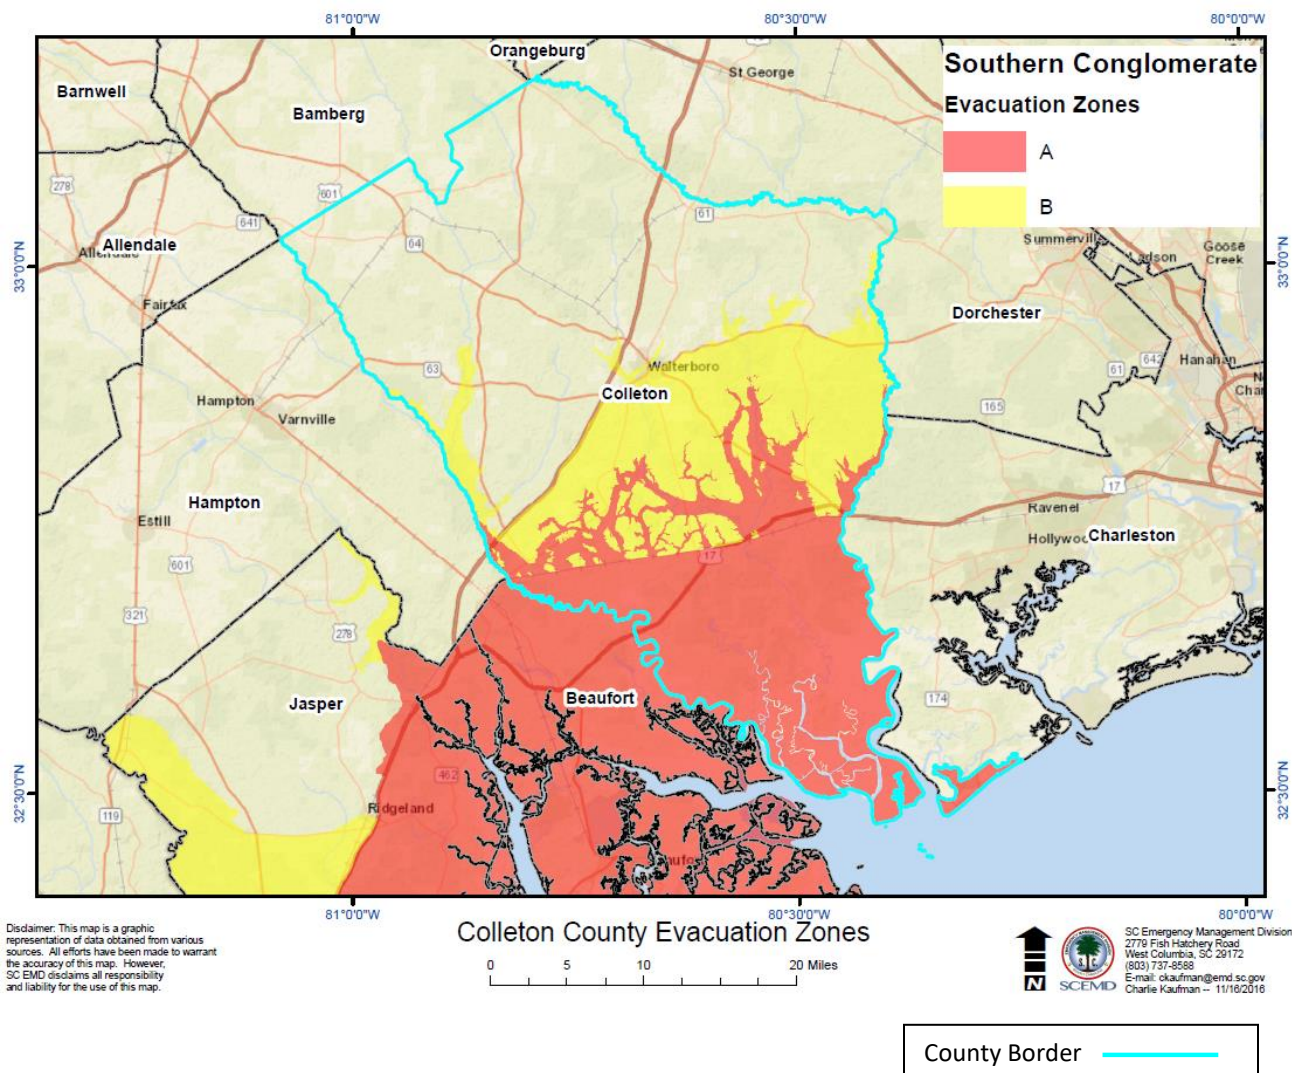 81°0'0"W
80°30'0"W
80°0'0"W
Orangeburg
Southern Conglomerate
Evacuation Zones
A
B
St George
Barnwell
Bamberg
278
601
61
641
64
Allendale
Allendale
Summerville
Ladson
Goose
Creek
33°0'0"N
33°0'0"N
Fairfax
Dorchester
642
Hanahan
61
63
Walterboro
Colleton
Hampton
Varnville
165
Hampton
Estill
17
Ravenel
Hollywoo
Charleston
17
601
321
278
Jasper
Beaufort
174
462
32°30'0"N
32°30'0"N
Ridgeland
119
81°0'0"W
80°30'0"W
80°0'0"W
Disclaimer: This map is a graphic
representation of data obtained from various
sources. All efforts have been made to warrant
the accuracy of this map. However,
SC EMD disclaims all responsibility
and liability for the use of this map.
Colleton County Evacuation Zones
0 5 10 20 Miles
N
SCEMD
SC Emergency Management Division
2779 Fish Hatchery Road
West Columbia, SC 29172
(803) 737-8588
E-mail: ckaufman@emd.sc.gov
Charlie Kaufman -- 11/16/2016
County Border